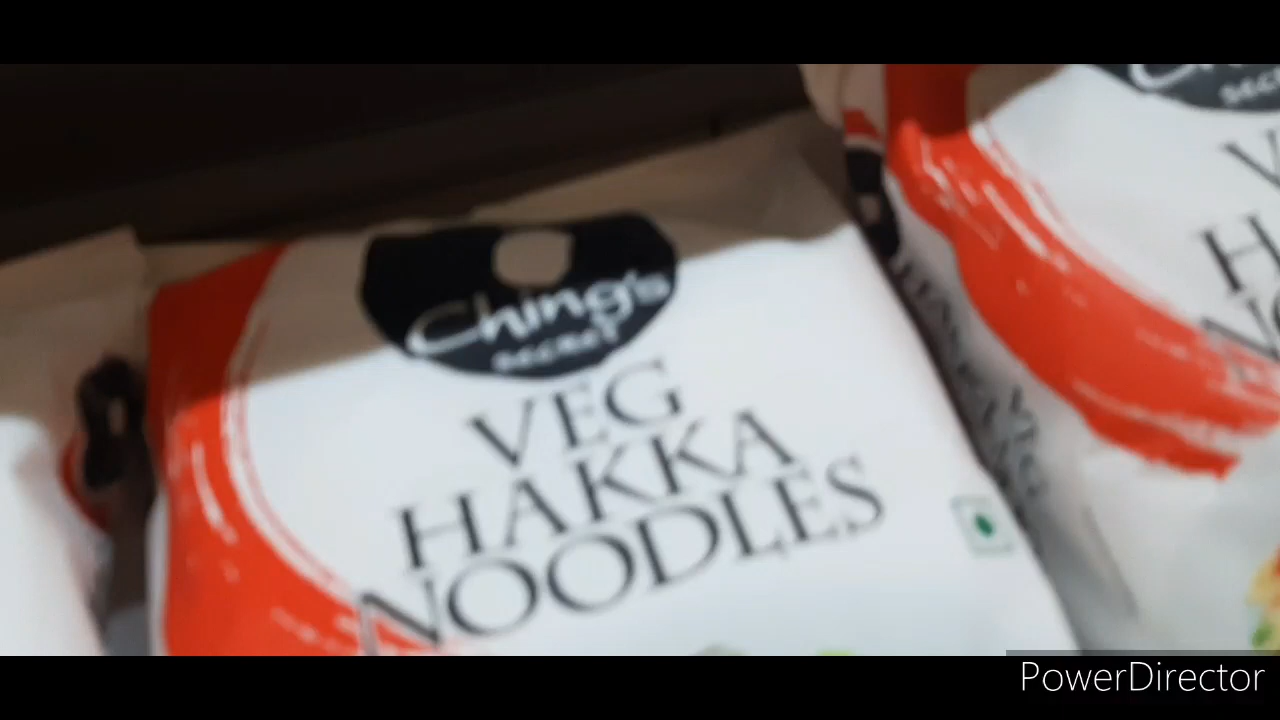 Ching's
SECRET
VEG
HAKKA
NOODLES
PowerDirector